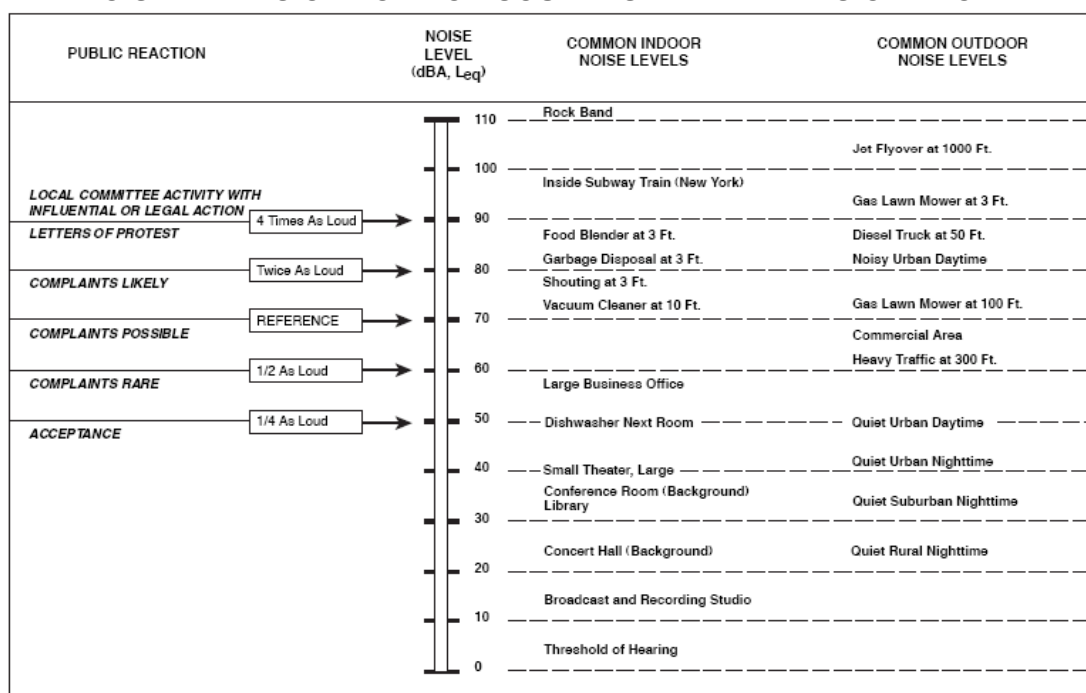 PUBLIC REACTION
NOISE
LEVEL
(dBA, Leq)
COMMON INDOOR
NOISE LEVELS
COMMON OUTDOOR
NOISE LEVELS
110
Rock Band
Jet Flyover at 1000 Ft.
100
Inside Subway Train (New York)
LOCAL COMMITTEE ACTIVITY WITH
INFLUENTIAL OR LEGAL ACTION
Gas Lawn Mower at 3 Ft.
4 Times As Loud
90
LETTERS OF PROTEST
Food Blender at 3 Ft.
Diesel Truck at 50 Ft.
Garbage Disposal at 3 Ft.
Noisy Urban Daytime
Twice As Loud
80
COMPLAINTS LIKELY
Shouting at 3 Ft.
Vacuum Cleaner at 10 Ft.
Gas Lawn Mower at 100 Ft.
REFERENCE
70
COMPLAINTS POSSIBLE
Commercial Area
Heavy Traffic at 300 Ft.
1/2 As Loud
60
COMPLAINTS RARE
Large Business Office
1/4 As Loud
50
Dishwasher Next Room
Quiet Urban Daytime
ACCEPTANCE
Quiet Urban Nighttime
40
Small Theater, Large
Conference Room (Background)
Library
Quiet Suburban Nighttime
30
Concert Hall (Background)
Quiet Rural Nighttime
20
Broadcast and Recording Studio
10
Threshold of Hearing
0